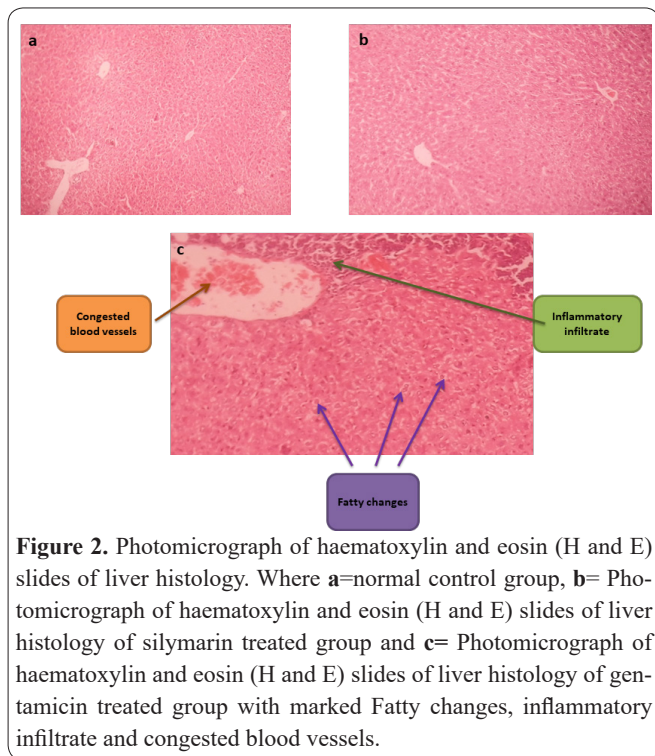 a
b
c
Congested
blood vessels
Inflammatory
infiltrate
Fatty changes
Figure 2. Photomicrograph of haematoxylin and eosin (H and E)
slides of liver histology. Where a=normal control group, b= Pho-
tomicrograph of haematoxylin and eosin (H and E) slides of liver
histology of silymarin treated group and c= Photomicrograph of
haematoxylin and eosin (H and E) slides of liver histology of gen-
tamicin treated group with marked Fatty changes, inflammatory
infiltrate and congested blood vessels.